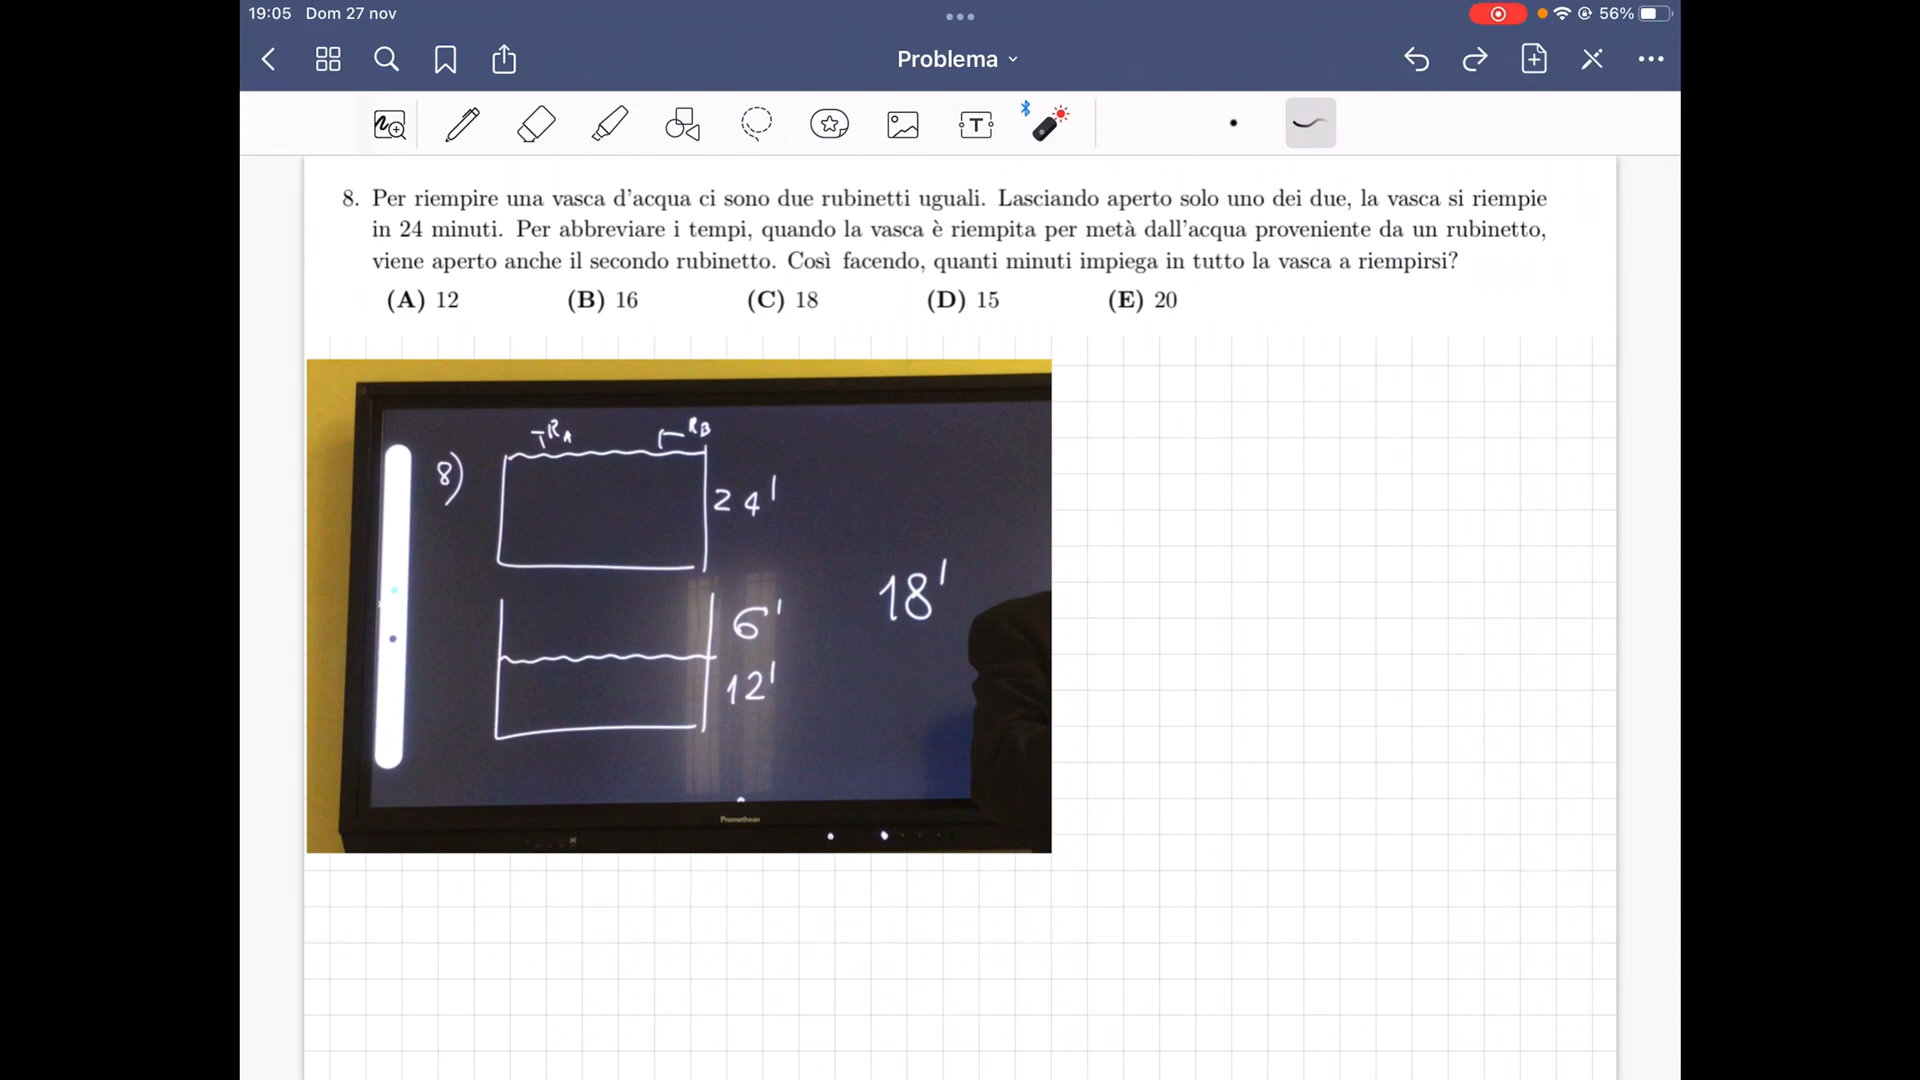 19:05 Dom 27 nov
56%
Problema
T
8. Per riempire una vasca d'acqua ci sono due rubinetti uguali. Lasciando aperto solo uno dei due, la vasca si riempie
in 24 minuti. Per abbreviare i tempi, quando la vasca è riempita per metà dall'acqua proveniente da un rubinetto,
viene aperto anche il secondo rubinetto. Così facendo, quanti minuti impiega in tutto la vasca a riempirsi?
(A) 12 (B) 16 (C) 18 (D) 15 (E) 20
RA RB
8)
24'
6'
18'
12'
Promethean